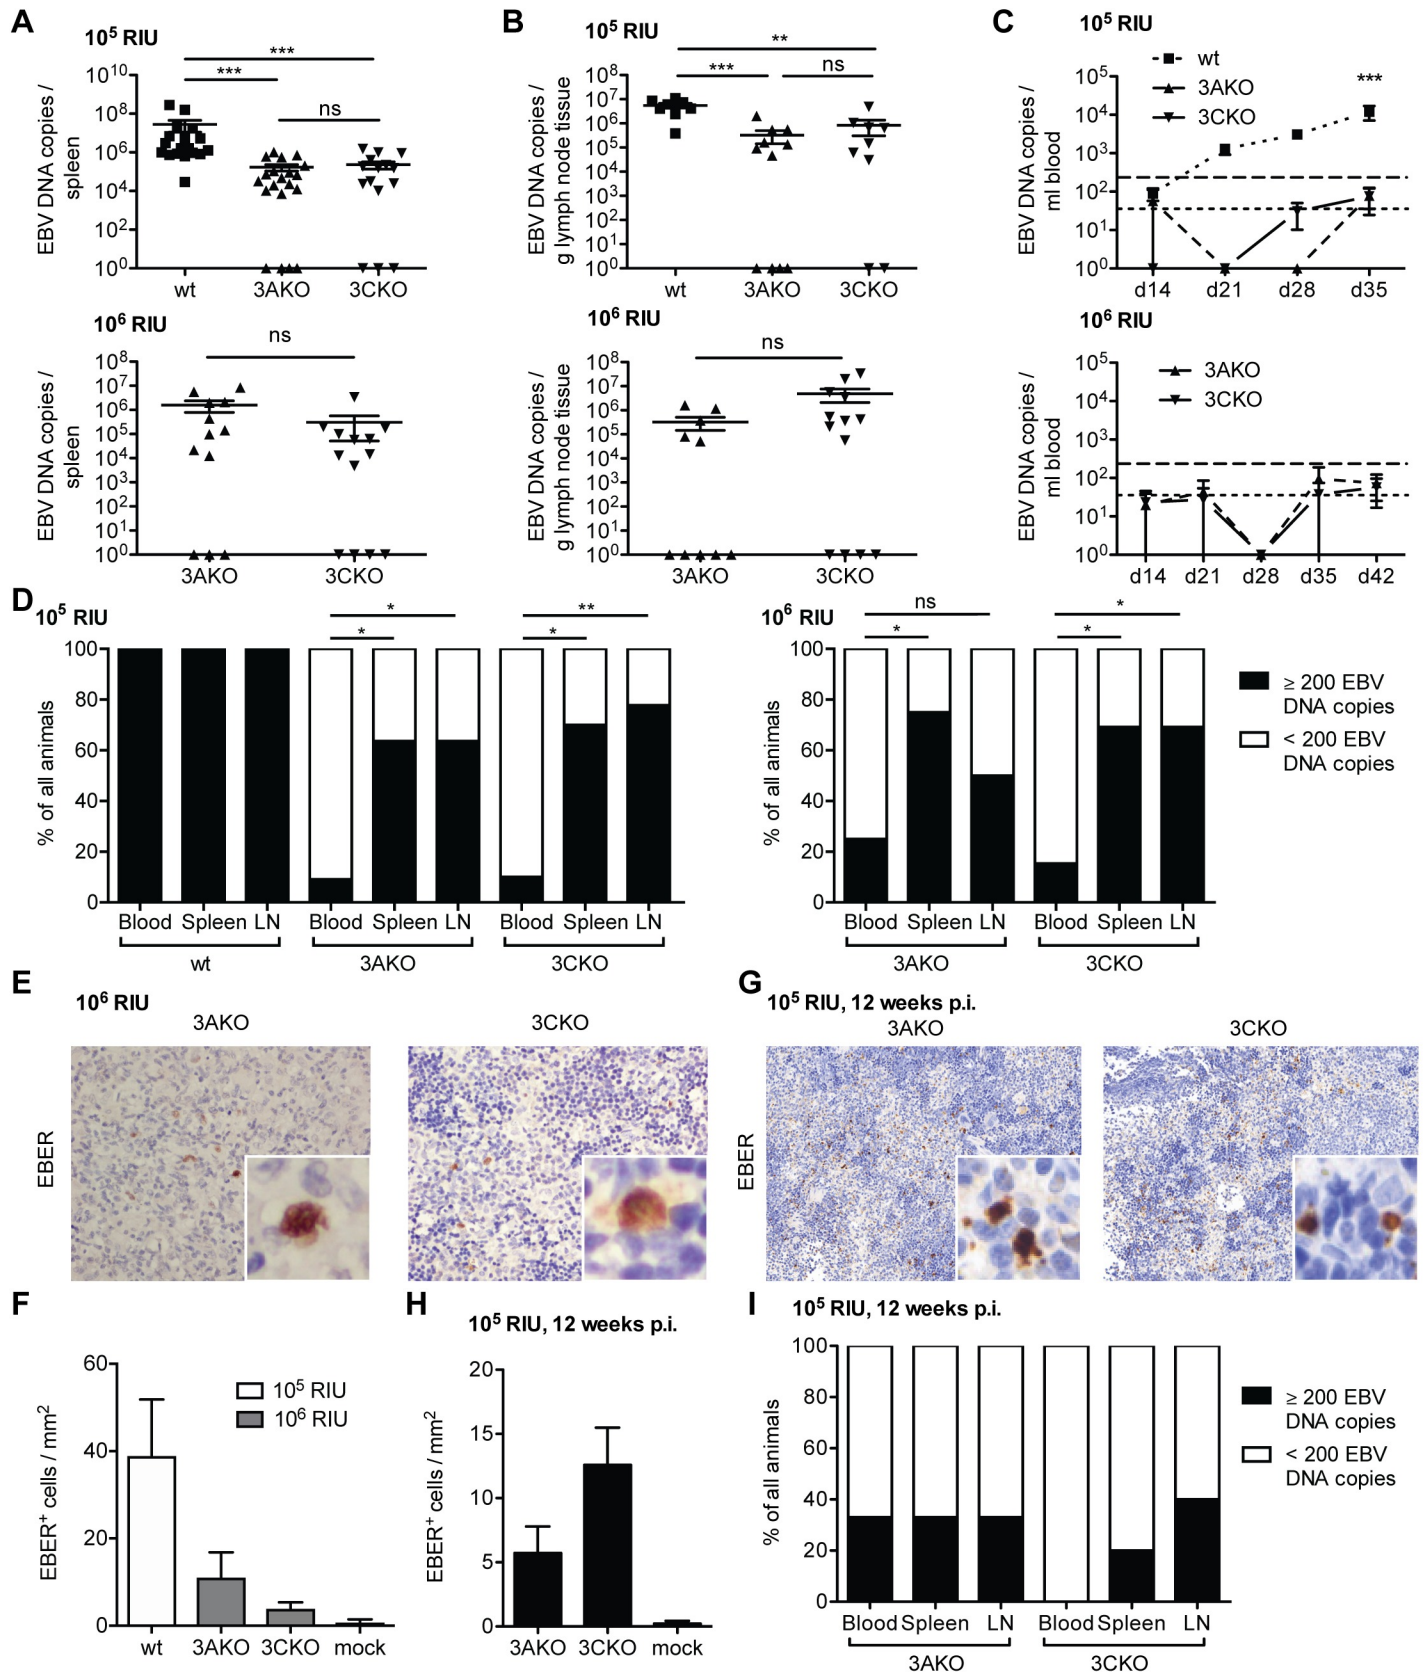 A
10⁵ RIU
***
***
ns
EBV DNA copies /
spleen
10¹⁰
10⁸
10⁶
10⁴
10²
10⁰
wt
3AKO
3CKO
10⁶ RIU
ns
EBV DNA copies /
spleen
10⁸
10⁷
10⁶
10⁵
10⁴
10³
10²
10¹
10⁰
3AKO
3CKO
B
10⁵ RIU
**
***
ns
EBV DNA copies /
g lymph node tissue
10⁸
10⁷
10⁶
10⁵
10⁴
10³
10²
10¹
10⁰
wt
3AKO
3CKO
10⁶ RIU
ns
EBV DNA copies /
g lymph node tissue
10⁸
10⁷
10⁶
10⁵
10⁴
10³
10²
10¹
10⁰
3AKO
3CKO
C
10⁵ RIU
wt
3AKO
3CKO
***
EBV DNA copies /
ml blood
10⁵
10⁴
10³
10²
10¹
10⁰
d14 d21 d28 d35
10⁶ RIU
3AKO
3CKO
EBV DNA copies /
ml blood
10⁵
10⁴
10³
10²
10¹
10⁰
d14 d21 d28 d35 d42
D
10⁵ RIU
*
*
**
*
% of all animals
100
80
60
40
20
0
Blood Spleen LN Blood Spleen LN Blood Spleen LN
wt 3AKO 3CKO
10⁶ RIU
ns
*
*
*
% of all animals
100
80
60
40
20
0
Blood Spleen LN Blood Spleen LN
3AKO 3CKO
≥ 200 EBV
DNA copies
< 200 EBV
DNA copies
E
10⁶ RIU
3AKO 3CKO
EBER
G
10⁵ RIU, 12 weeks p.i.
3AKO 3CKO
EBER
F
EBER⁺ cells / mm²
60
40
20
0
10⁵ RIU
10⁶ RIU
wt 3AKO 3CKO mock
H
10⁵ RIU, 12 weeks p.i.
EBER⁺ cells / mm²
20
15
10
5
0
3AKO 3CKO mock
I
10⁵ RIU, 12 weeks p.i.
% of all animals
100
80
60
40
20
0
Blood Spleen LN Blood Spleen LN
3AKO 3CKO
≥ 200 EBV
DNA copies
< 200 EBV
DNA copies